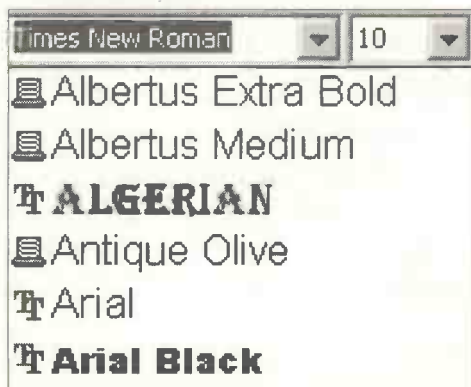 Times New Roman 10
Albertus Extra Bold
Albertus Medium
ALGERIAN
Antique Olive
Arial
Arial Black